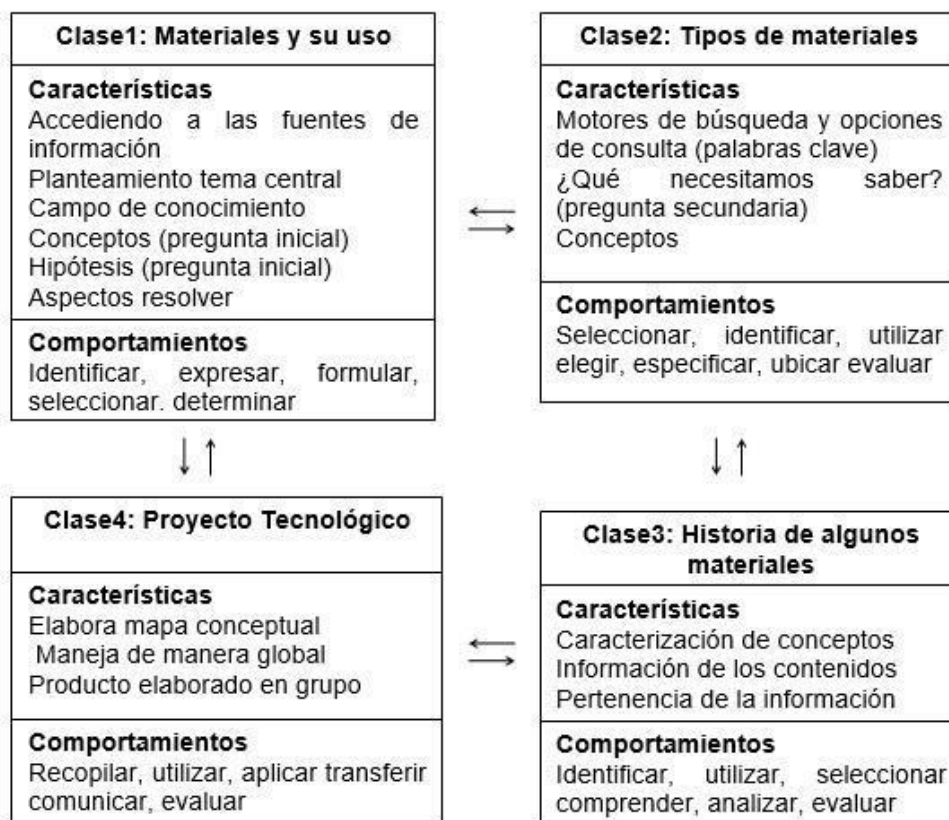 Clase1: Materiales y su uso
Características
Accediendo a las fuentes de
información
Planteamiento tema central
Campo de conocimiento
Conceptos (pregunta inicial)
Hipótesis (pregunta inicial)
Aspectos resolver
Comportamientos
Identificar, expresar, formular,
seleccionar. determinar
Clase2: Tipos de materiales
Características
Motores de búsqueda y opciones
de consulta (palabras clave)
¿Qué necesitamos saber?
(pregunta secundaria)
Conceptos
Comportamientos
Seleccionar, identificar, utilizar
elegir, especificar, ubicar evaluar
Clase4: Proyecto Tecnológico
Características
Elabora mapa conceptual
Maneja de manera global
Producto elaborado en grupo
Comportamientos
Recopilar, utilizar, aplicar transferir
comunicar, evaluar
Clase3: Historia de algunos
materiales
Características
Caracterización de conceptos
Información de los contenidos
Pertenencia de la información
Comportamientos
Identificar, utilizar, seleccionar
comprender, analizar, evaluar